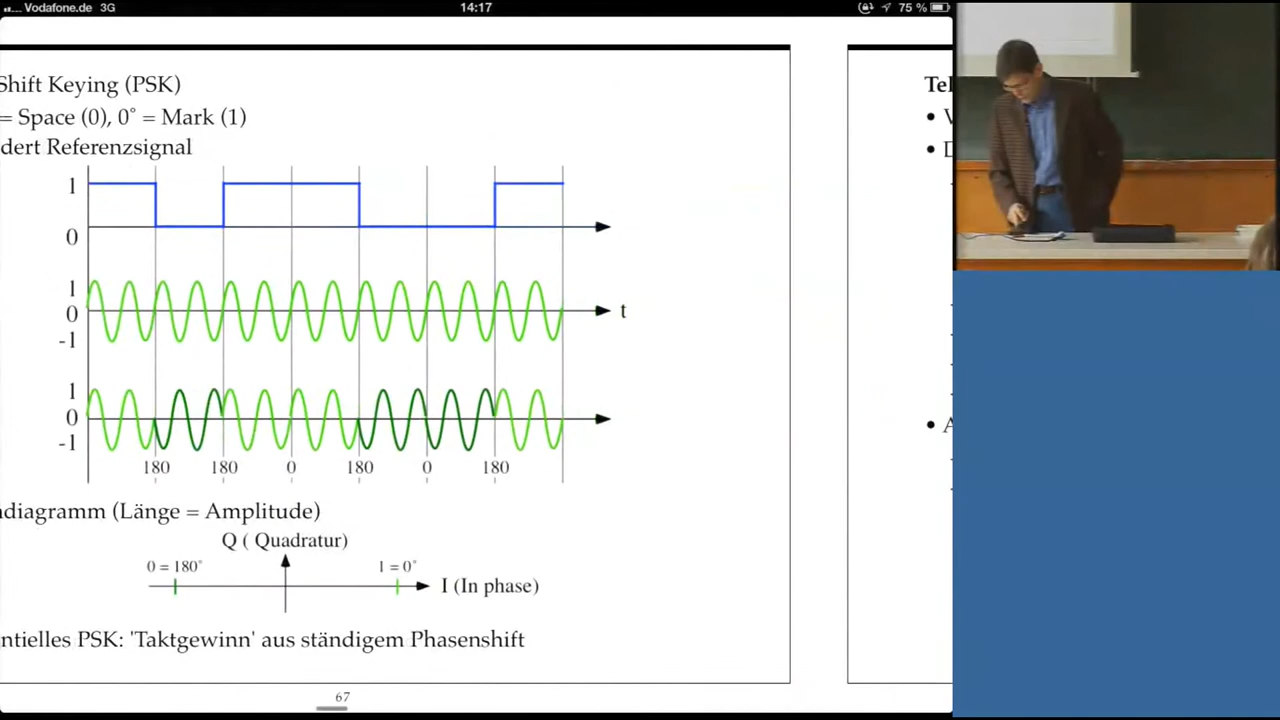 Vodafone.de 3G 14:17 75 %
Shift Keying (PSK)
= Space (0), 0° = Mark (1)
dert Referenzsignal
1
0
1
0
-1
t
1
0
-1
180 180 0 180 0 180
ndiagramm (Länge = Amplitude)
Q ( Quadratur)
0 = 180° 1 = 0°
I (In phase)
ntielles PSK: 'Taktgewinn' aus ständigem Phasenshift
67
Tel
• V
• D
• A